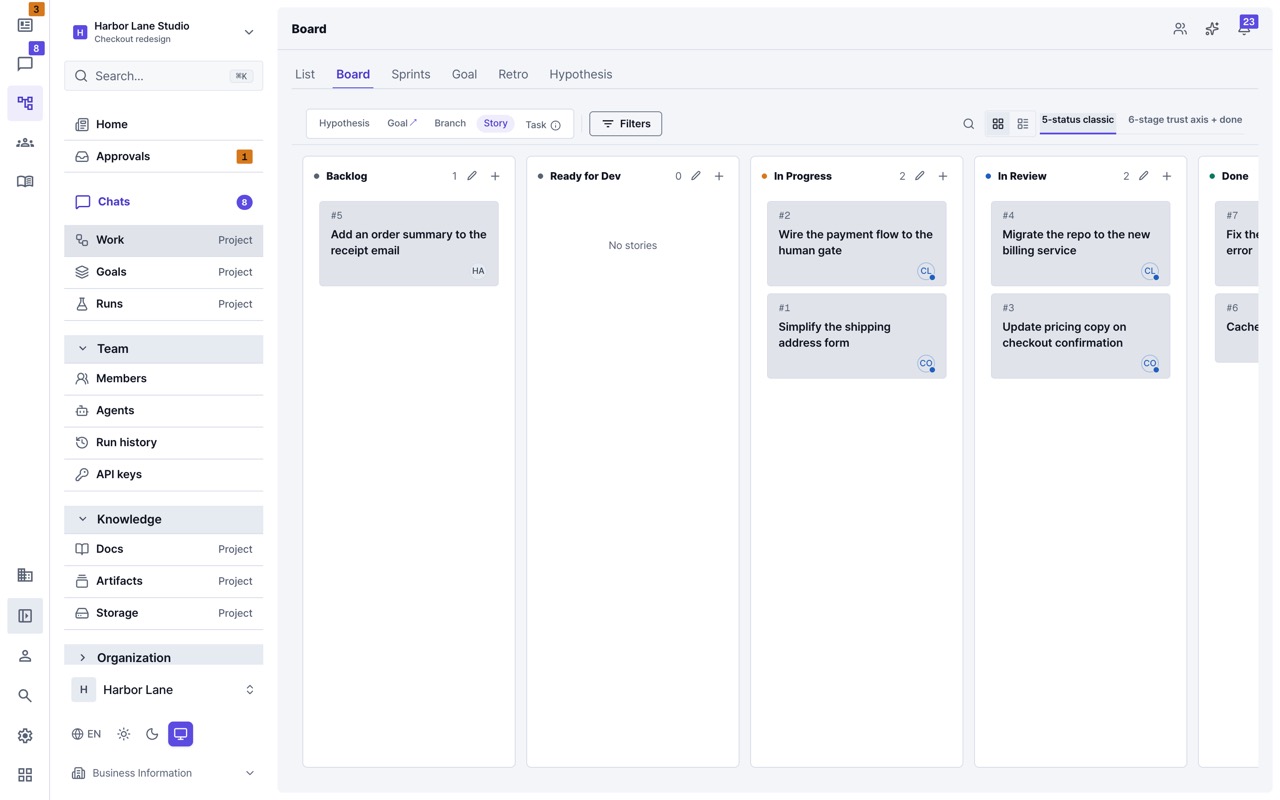 3
8
H
Harbor Lane Studio
Checkout redesign
Search...
⌘K
Home
Approvals
1
Chats
8
Work
Project
Goals
Project
Runs
Project
Team
Members
Agents
Run history
API keys
Knowledge
Docs
Project
Artifacts
Project
Storage
Project
Organization
H
Harbor Lane
EN
Business Information
Board
23
List
Board
Sprints
Goal
Retro
Hypothesis
Hypothesis
Goal↗
Branch
Story
Task
Filters
5-status classic
6-stage trust axis + done
Backlog
1
#5
Add an order summary to the
receipt email
HA
Ready for Dev
0
No stories
In Progress
2
#2
Wire the payment flow to the
human gate
CL
#1
Simplify the shipping
address form
CO
In Review
2
#4
Migrate the repo to the new
billing service
CL
#3
Update pricing copy on
checkout confirmation
CO
Done
#7
Fix the
error
#6
Cache